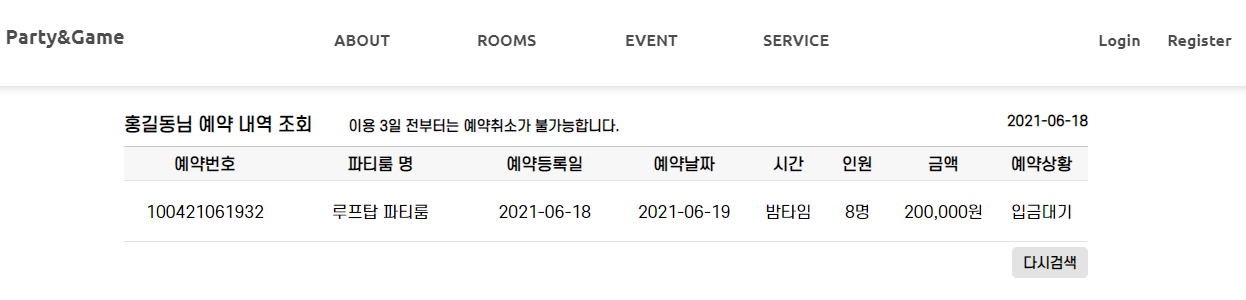 Party&Game ABOUT ROOMS EVENT SERVICE Login Register
홍길동님 예약 내역 조회 이용 3일 전부터는 예약취소가 불가능합니다. 2021-06-18
예약번호 파티룸 명 예약등록일 예약날짜 시간 인원 금액 예약상황
100421061932 루프탑 파티룸 2021-06-18 2021-06-19 밤타임 8명 200,000원 입금대기
다시검색